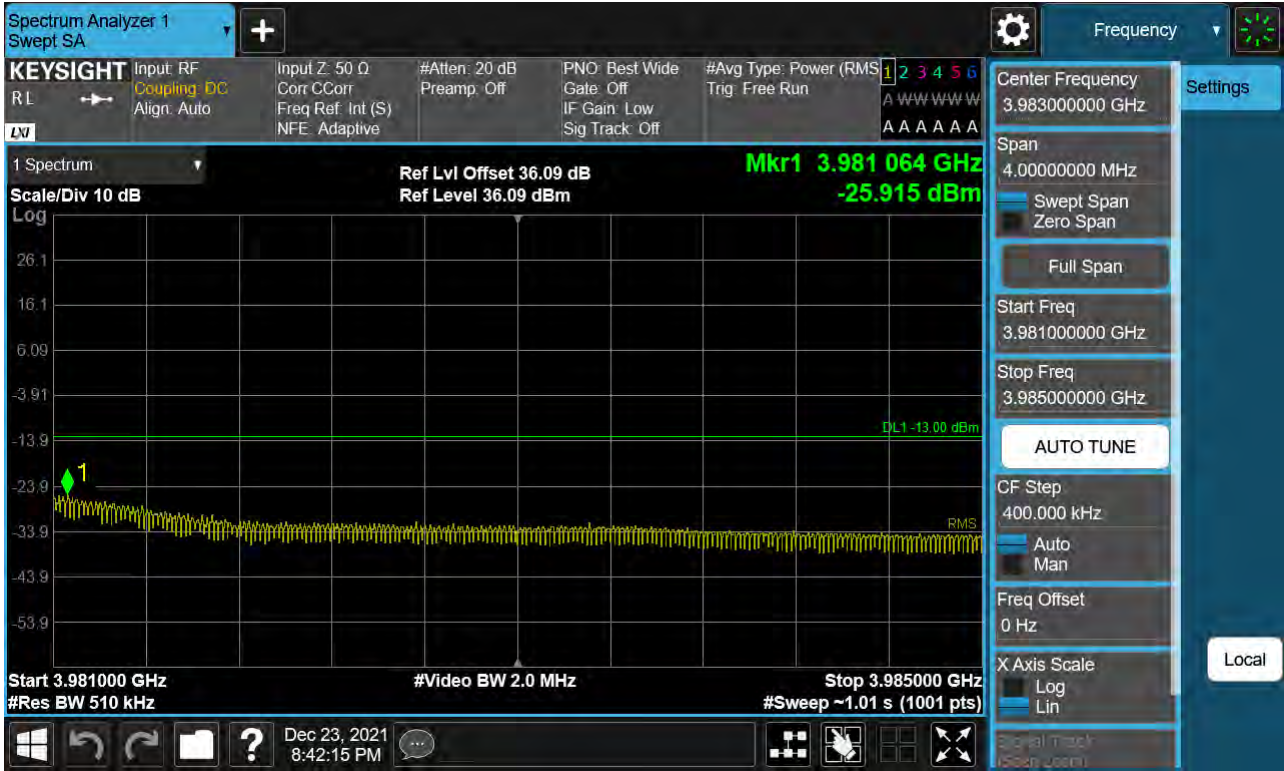 Spectrum Analyzer 1
Swept SA
+
Frequency
KEYSIGHT
RL
LXI
Input: RF
Coupling: DC
Align: Auto
Input Z: 50 Ω
Corr CCorr
Freq Ref: Int (S)
NFE: Adaptive
#Atten: 20 dB
Preamp: Off
PNO: Best Wide
Gate: Off
IF Gain: Low
Sig Track: Off
#Avg Type: Power (RMS
Trig: Free Run
1 2 3 4 5 6
A W W W W W
A A A A A A
1 Spectrum
Scale/Div 10 dB
Log
Ref Lvl Offset 36.09 dB
Ref Level 36.09 dBm
Mkr1 3.981 064 GHz
-25.915 dBm
26.1
16.1
6.09
-3.91
-13.9
-23.9
-33.9
-43.9
-53.9
DL1 -13.00 dBm
1
RMS
Start 3.981000 GHz
#Res BW 510 kHz
#Video BW 2.0 MHz
Stop 3.985000 GHz
#Sweep ~1.01 s (1001 pts)
Center Frequency
3.983000000 GHz
Settings
Span
4.00000000 MHz
Swept Span
Zero Span
Full Span
Start Freq
3.981000000 GHz
Stop Freq
3.985000000 GHz
AUTO TUNE
CF Step
400.000 kHz
Auto
Man
Freq Offset
0 Hz
X Axis Scale
Log
Lin
Signal Track
(Span Zoom)
Local
?
Dec 23, 2021
8:42:15 PM